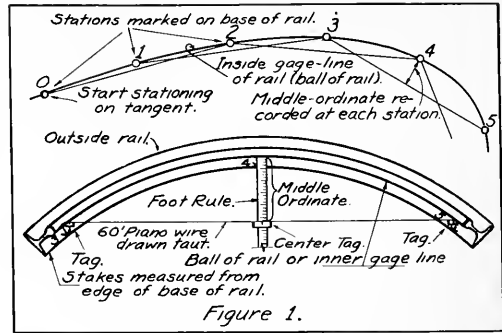 Stations marked on base of rail.
0
1
2
3
4
5
Inside gage-line
of rail (ball of rail).
Start stationing
on tangent.
Middle-ordinate re-
corded at each station.
Outside rail.
4
Foot Rule.
Middle
Ordinate.
60' Piano wire
drawn taut.
Tag.
Center Tag.
Tag.
Ball of rail or inner gage line
Stakes measured from
edge of base of rail.
Figure 1.